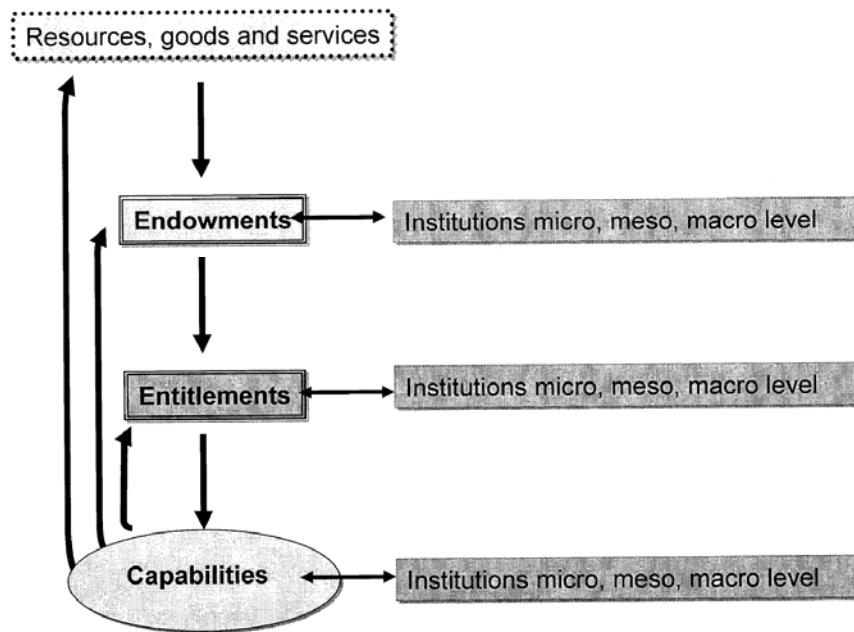 Resources, goods and services
Endowments
Institutions micro, meso, macro level
Entitlements
Institutions micro, meso, macro level
Capabilities
Institutions micro, meso, macro level